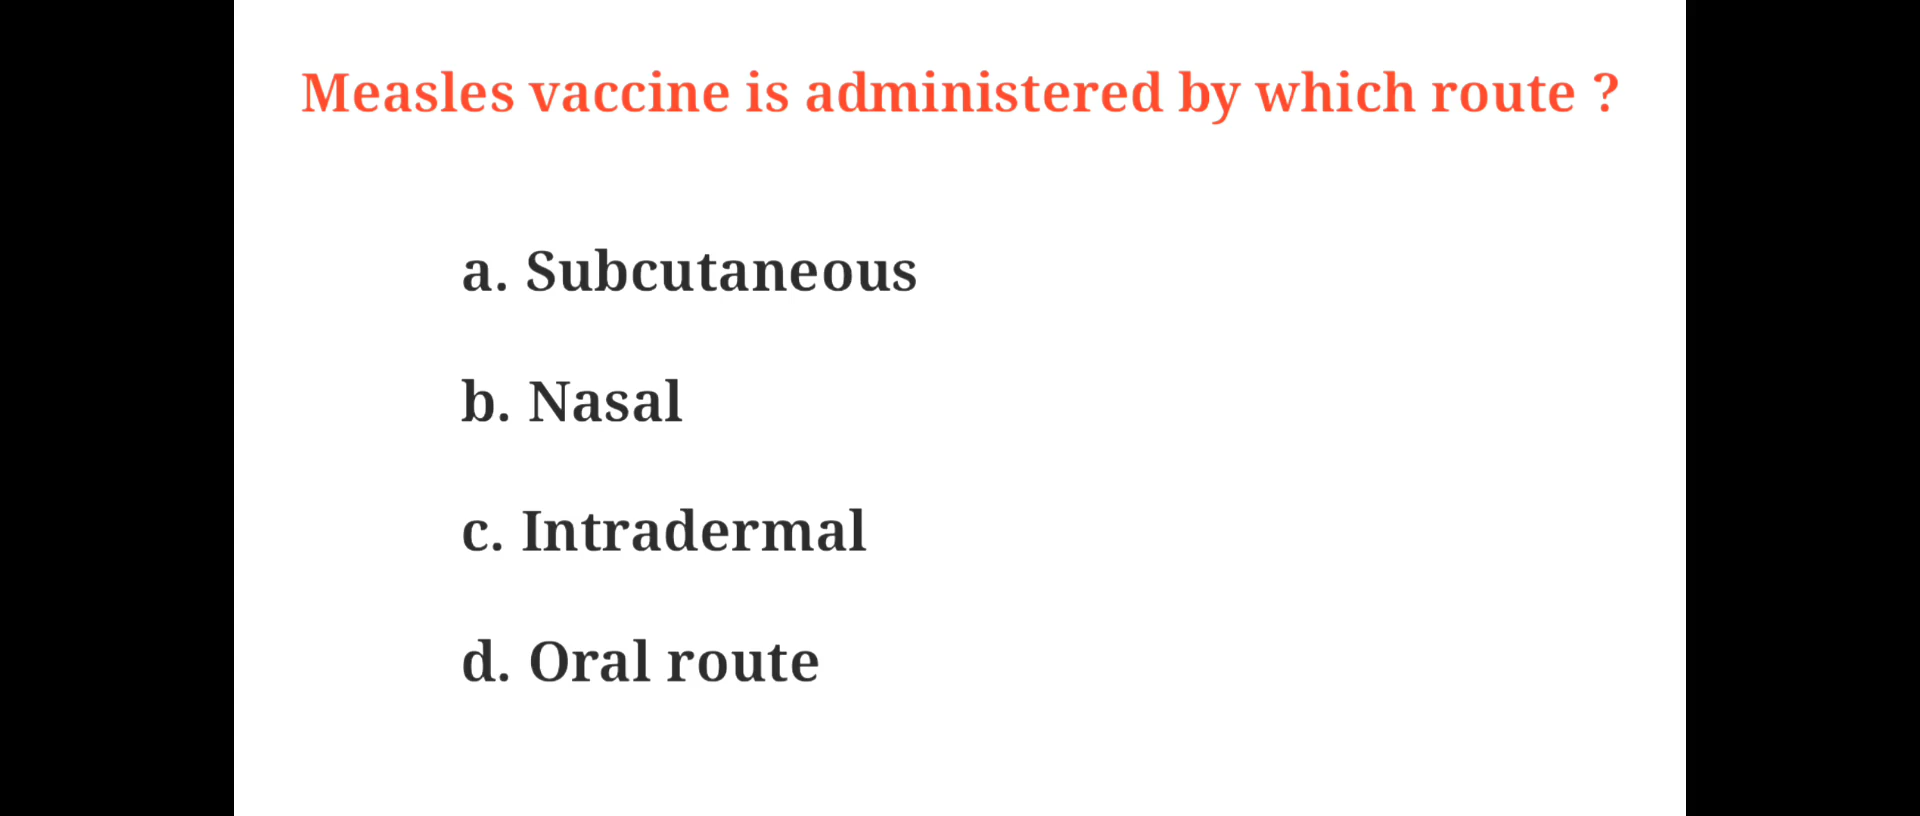 Measles vaccine is administered by which route ?
a. Subcutaneous
b. Nasal
c. Intradermal
d. Oral route